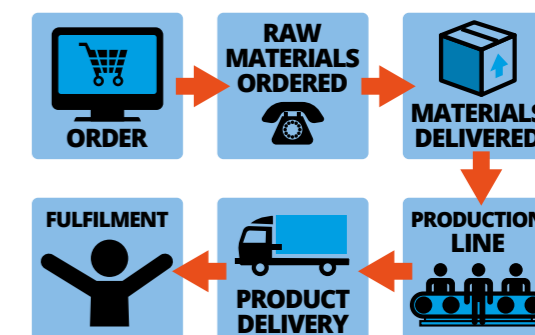 ORDER
RAW
MATERIALS
ORDERED
MATERIALS
DELIVERED
PRODUCTION
LINE
PRODUCT
DELIVERY
FULFILMENT